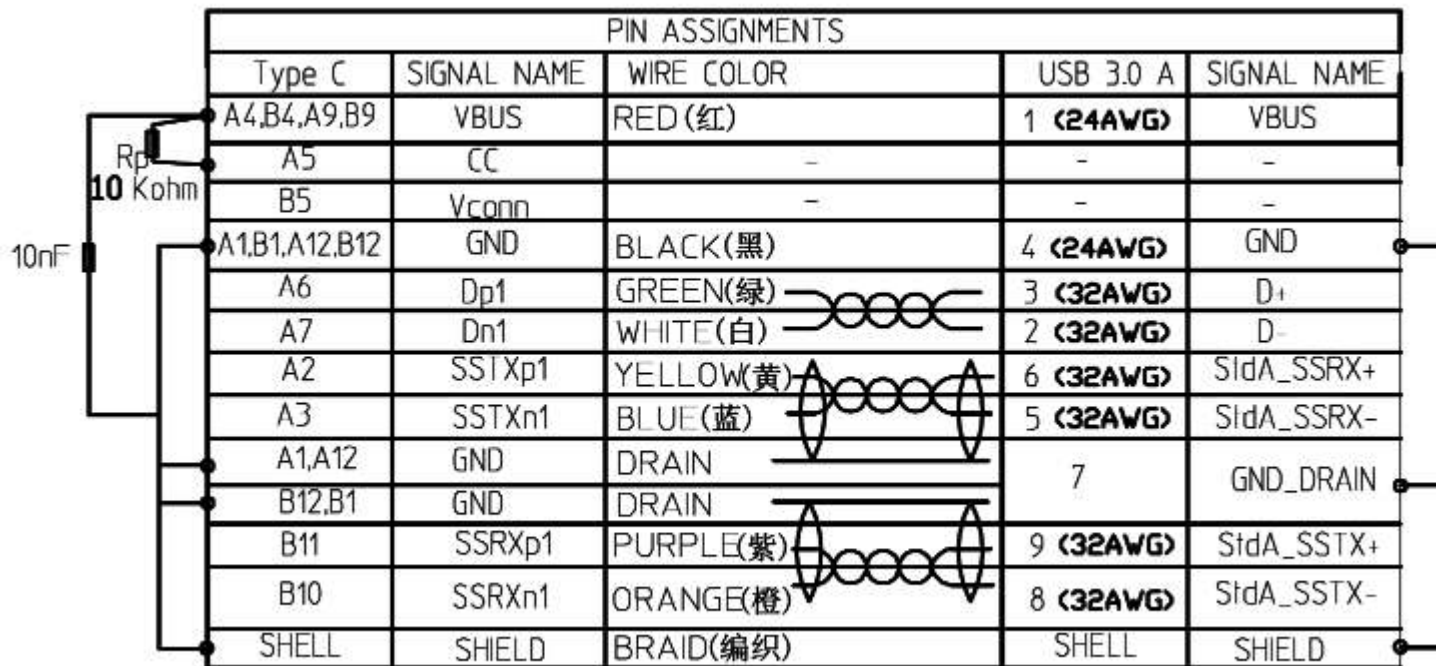 PIN ASSIGNMENTS
Type C SIGNAL NAME WIRE COLOR USB 3.0 A SIGNAL NAME
A4,B4,A9,B9 VBUS RED(红) 1 (24AWG) VBUS
Rp
A5 CC - - -
10 Kohm
B5 Vconn - - -
10nF
A1,B1,A12,B12 GND BLACK(黑) 4 (24AWG) GND
A6 Dp1 GREEN(绿) 3 (32AWG) D+
A7 Dn1 WHITE(白) 2 (32AWG) D-
A2 SSTXp1 YELLOW(黄) 6 (32AWG) StdA_SSRX+
A3 SSTXn1 BLUE(蓝) 5 (32AWG) StdA_SSRX-
A1,A12 GND DRAIN 7 GND_DRAIN
B12,B1 GND DRAIN
B11 SSRXp1 PURPLE(紫) 9 (32AWG) StdA_SSTX+
B10 SSRXn1 ORANGE(橙) 8 (32AWG) StdA_SSTX-
SHELL SHIELD BRAID(编织) SHELL SHIELD